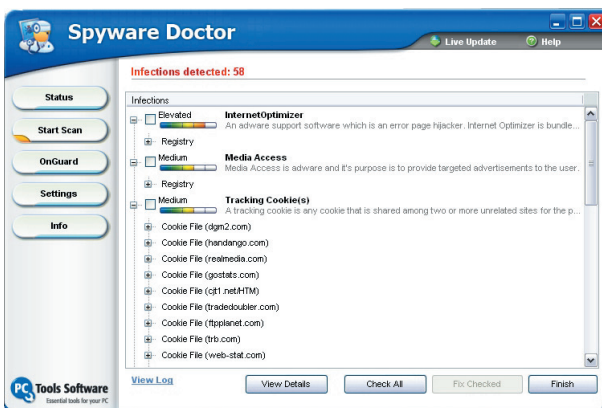 Spyware Doctor
Live Update
Help
Infections detected: 58
Status
Start Scan
OnGuard
Settings
Info
Infections
Elevated InternetOptimizer
An adware support software which is an error page hijacker. Internet Optimizer is bundle...
Registry
Medium Media Access
Media Access is adware and it's purpose is to provide targeted advertisements to the user.
Registry
Medium Tracking Cookie(s)
A tracking cookie is any cookie that is shared among two or more unrelated sites for the p...
Cookie File (dgm2.com)
Cookie File (handango.com)
Cookie File (realmedia.com)
Cookie File (gostats.com)
Cookie File (cjt1.net/HTM)
Cookie File (tradedoubler.com)
Cookie File (ftpplanet.com)
Cookie File (trb.com)
Cookie File (web-stat.com)
PC Tools Software
Essential tools for your PC
View Log
View Details
Check All
Fix Checked
Finish